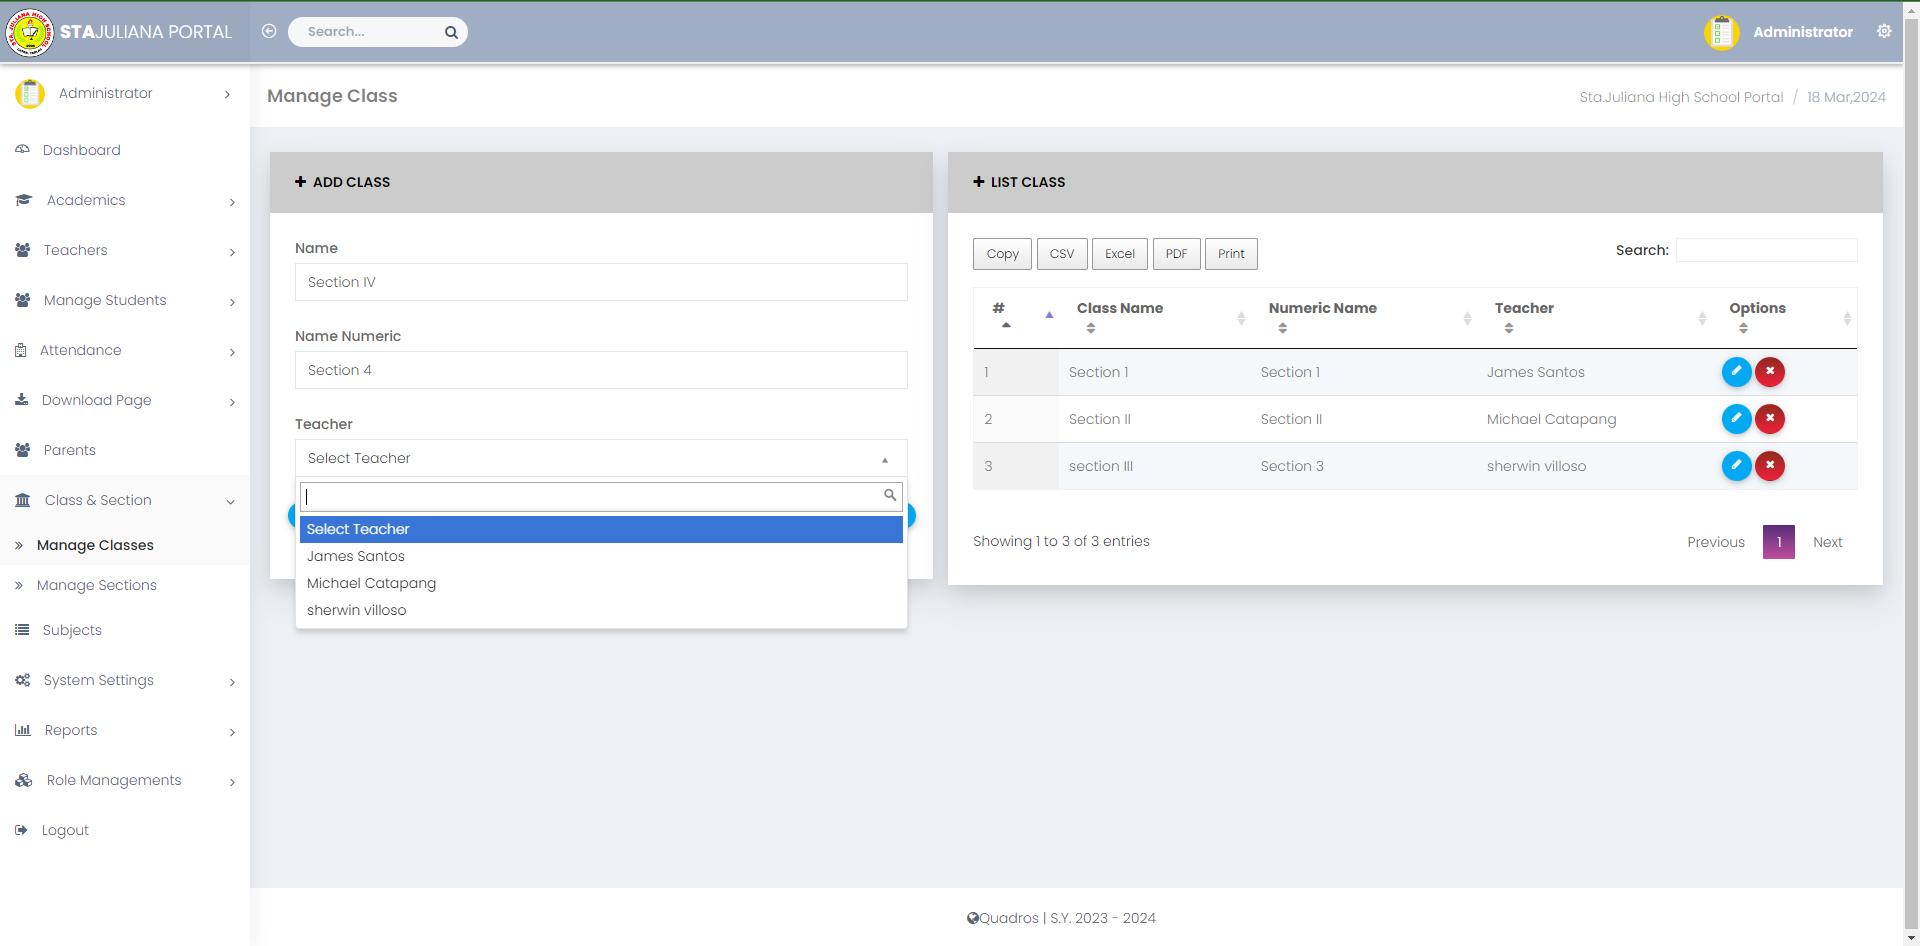 STAJULIANA PORTAL
Search...
Administrator
Administrator
Dashboard
Academics
Teachers
Manage Students
Attendance
Download Page
Parents
Class & Section
Manage Classes
Manage Sections
Subjects
System Settings
Reports
Role Managements
Logout
Manage Class
Sta.Juliana High School Portal / 18 Mar,2024
ADD CLASS
Name
Section IV
Name Numeric
Section 4
Teacher
Select Teacher
Select Teacher
James Santos
Michael Catapang
sherwin villoso
LIST CLASS
Copy CSV Excel PDF Print
Search:
# Class Name Numeric Name Teacher Options
1 Section 1 Section 1 James Santos
2 Section II Section II Michael Catapang
3 section III Section 3 sherwin villoso
Showing 1 to 3 of 3 entries
Previous 1 Next
Quadros | S.Y. 2023 - 2024